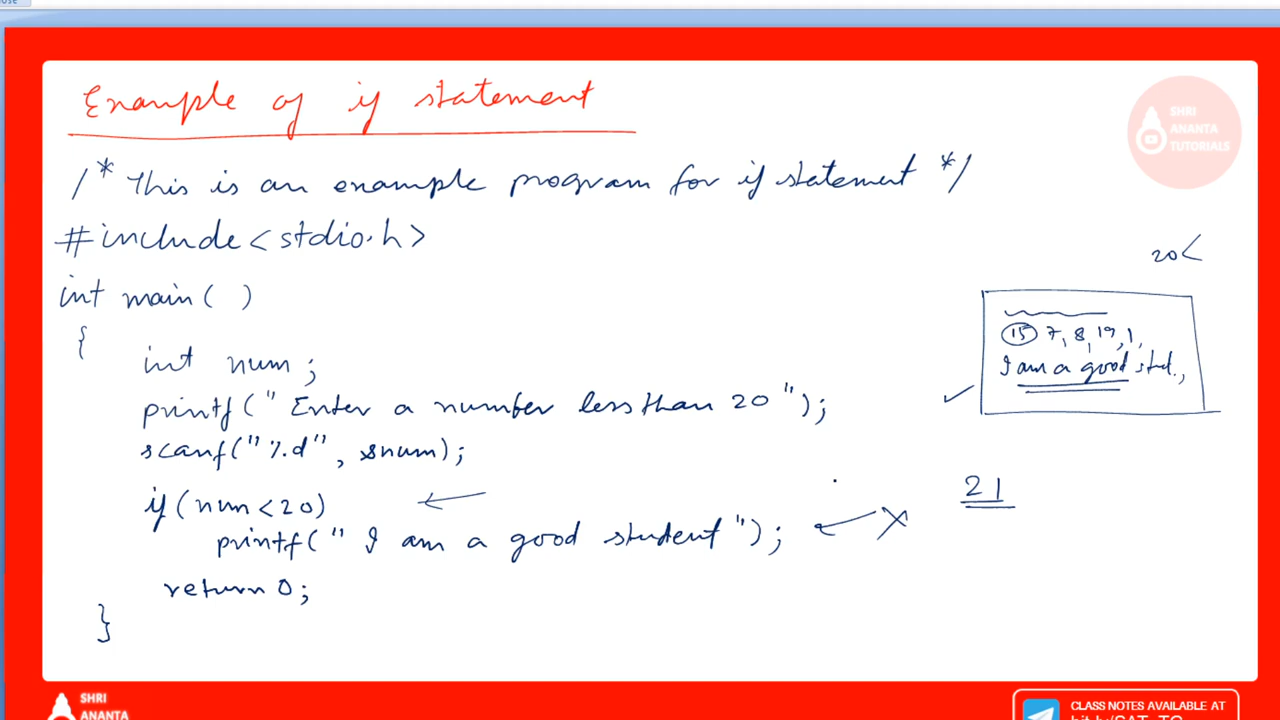 ose
Example of if statement
SHRI
ANANTA
TUTORIALS
/* This is an example program for if statement */
#include<stdio.h>
20<
int main( )
{
15 7, 8, 19, 1,
int num;
I am a good stud.,
printf(" Enter a number less than 20 ");
scanf("%d", &num);
21
if(num<20)
printf(" I am a good student ");
return 0;
}
SHRI
ANANTA
CLASS NOTES AVAILABLE AT